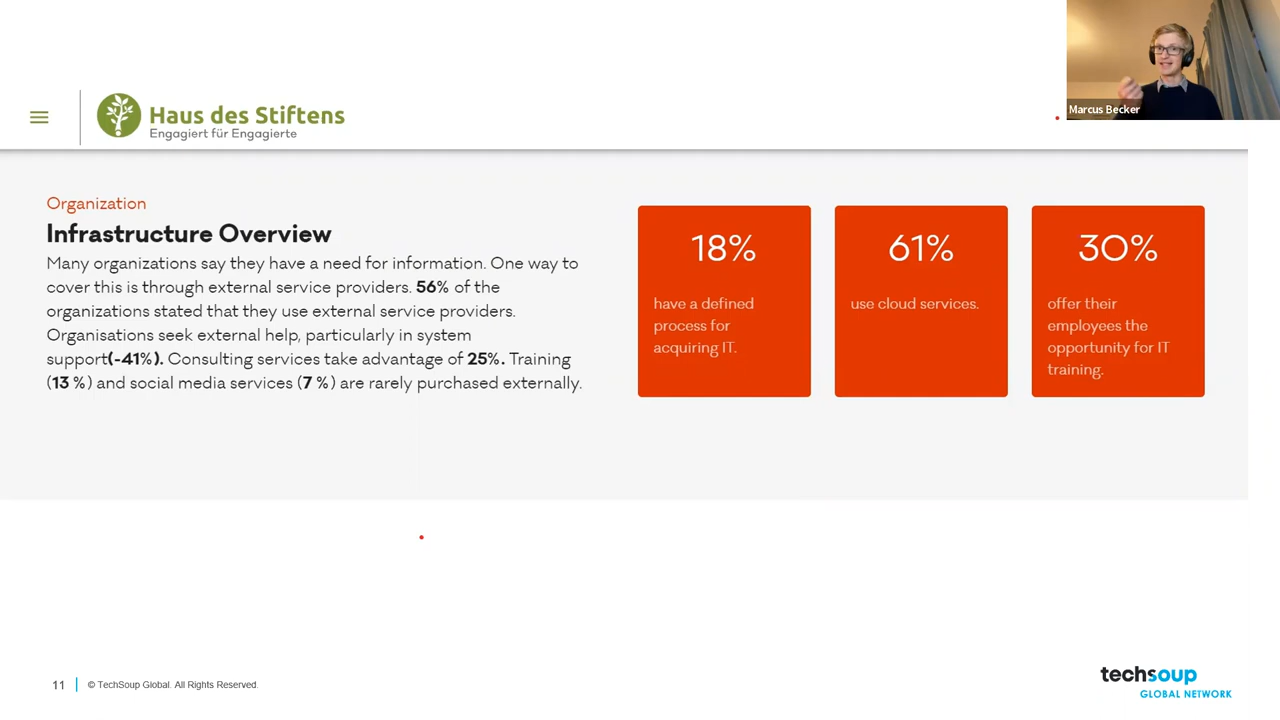 Marcus Becker
Haus des Stiftens
Engagiert für Engagierte
Organization
Infrastructure Overview
Many organizations say they have a need for information. One way to
cover this is through external service providers. 56% of the
organizations stated that they use external service providers.
Organisations seek external help, particularly in system
support(-41%). Consulting services take advantage of 25%. Training
(13 %) and social media services (7 %) are rarely purchased externally.
18%
have a defined
process for
acquiring IT.
61%
use cloud services.
30%
offer their
employees the
opportunity for IT
training.
11
© TechSoup Global. All Rights Reserved.
techsoup
GLOBAL NETWORK